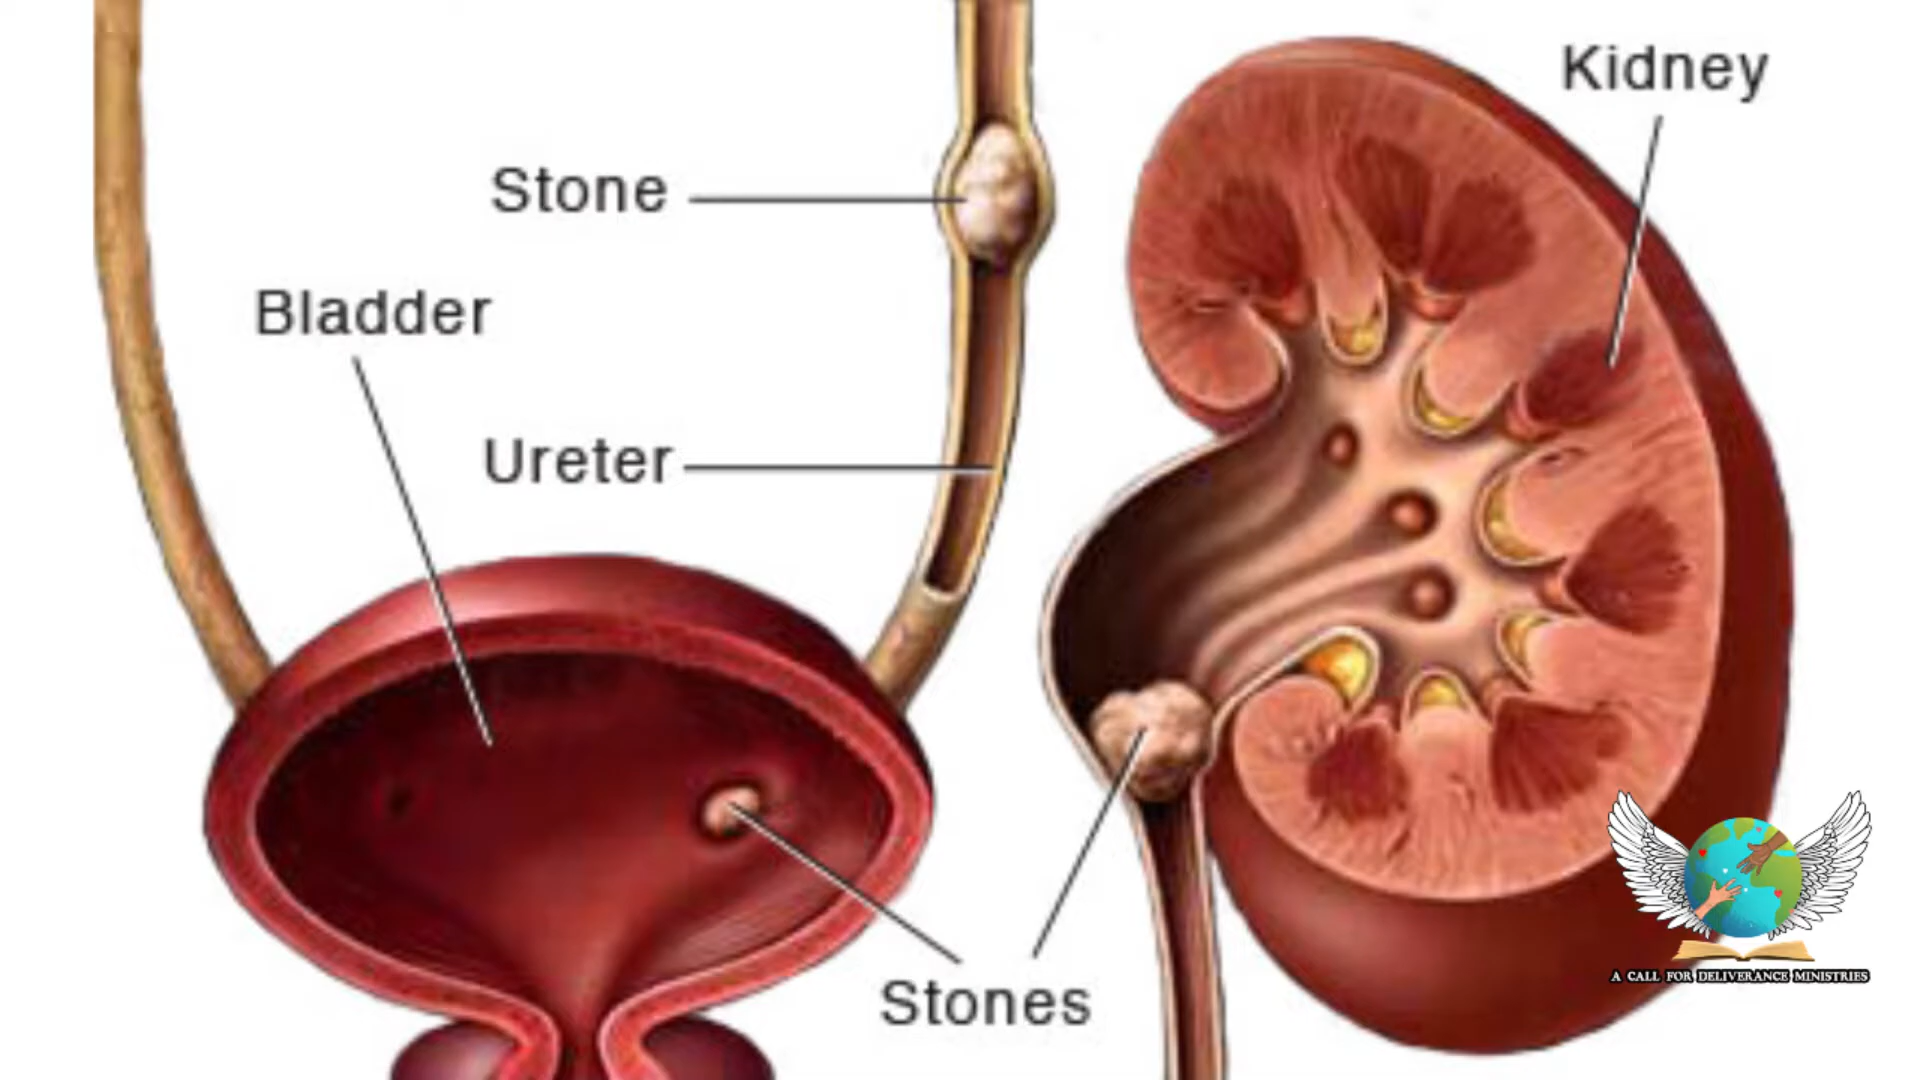 Kidney
Stone
Bladder
Ureter
Stones
A CALL FOR DELIVERANCE MINISTRIES